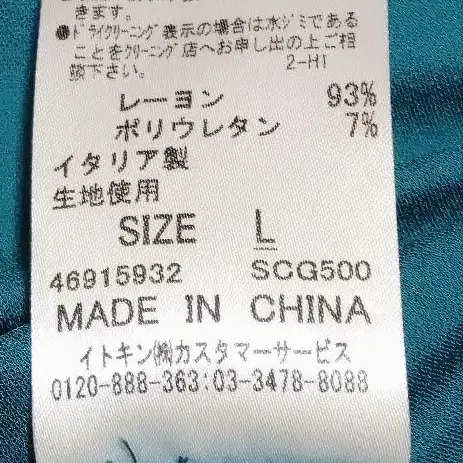 きます。
●ドライクリーニング表示の場合は水ジミである
ことをクリーニング店へお申し出の上ご相
願下さい。
2-HI
レーヨン 93%
ポリウレタン 7%
イタリア製
生地使用
SIZE L
46915932 SCG500
MADE IN CHINA
イトキン㈱カスタマーサービス
0120-888-363:03-3478-8088